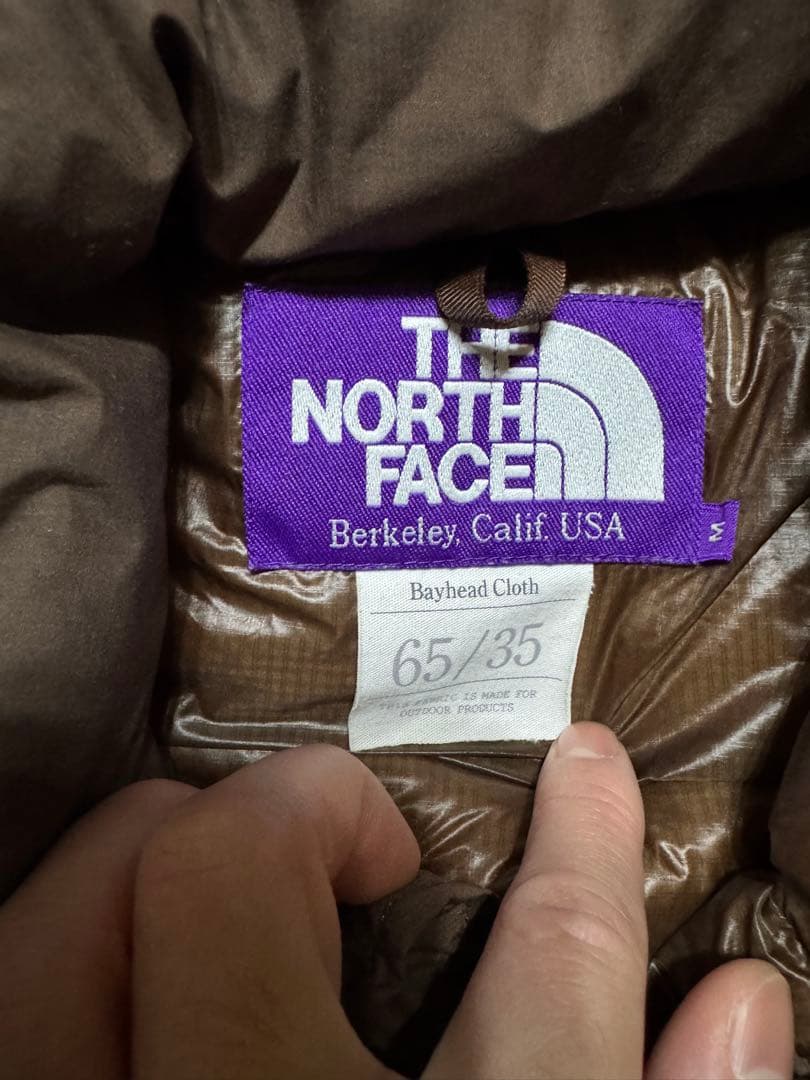 THE
NORTH
FACE
Berkeley, Calif. USA
M
Bayhead Cloth
65/35
THIS FABRIC IS MADE FOR
OUTDOOR PRODUCTS